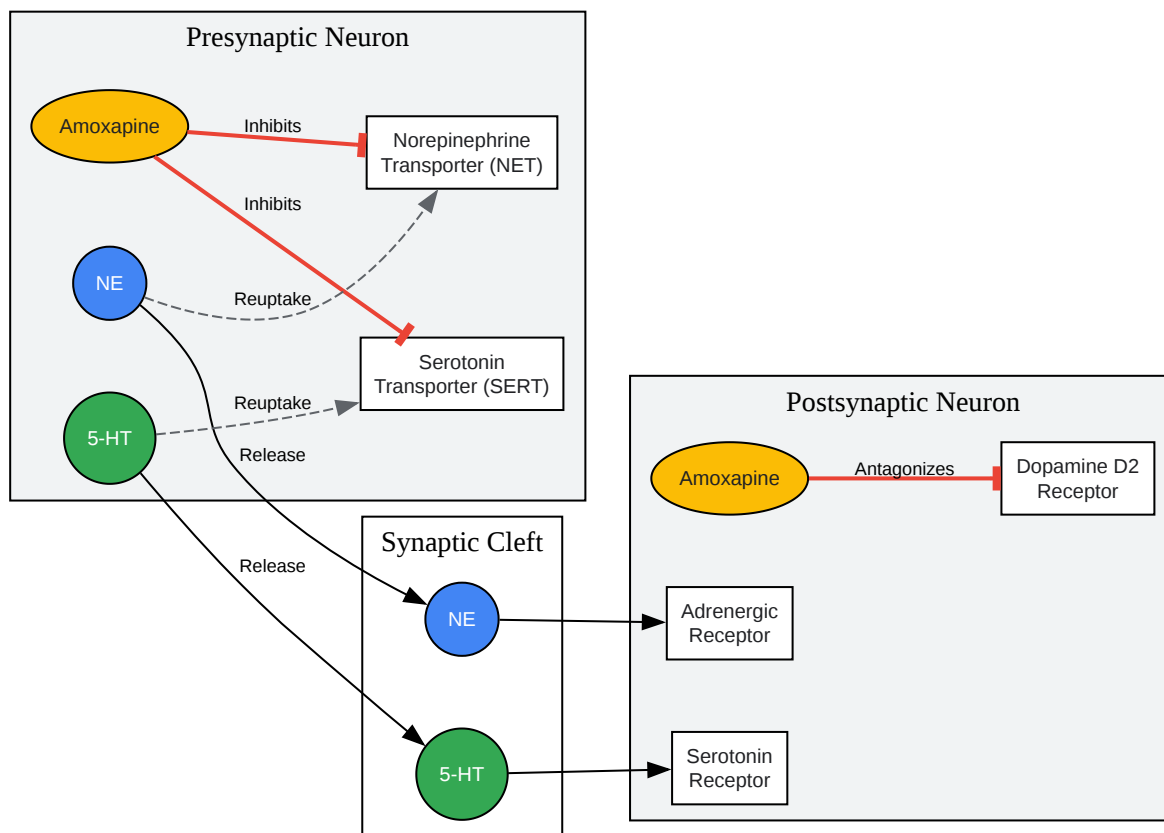 Presynaptic Neuron
Amoxapine
Inhibits
Norepinephrine
Transporter (NET)
Inhibits
NE
Reuptake
Serotonin
Transporter (SERT)
Reuptake
5-HT
Release
Release
Synaptic Cleft
NE
5-HT
Postsynaptic Neuron
Amoxapine
Antagonizes
Dopamine D2
Receptor
Adrenergic
Receptor
Serotonin
Receptor